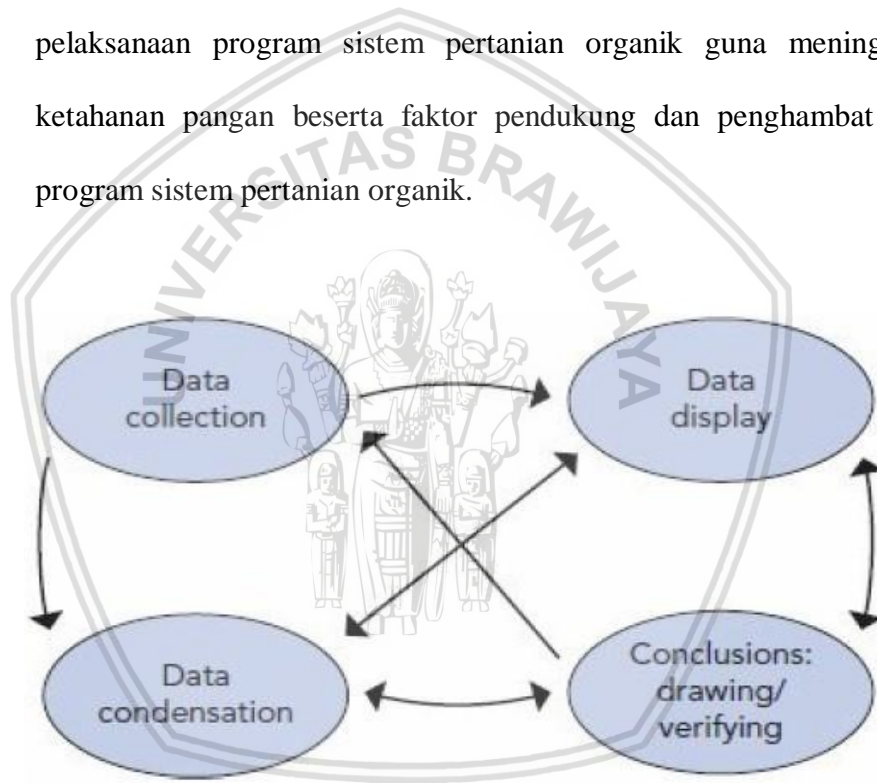 pelaksanaan program sistem pertanian organik guna mening
ketahanan pangan beserta faktor pendukung dan penghambat
program sistem pertanian organik.
UNIVERSITAS BRAWIJAYA
Data
collection
Data
display
Data
condensation
Conclusions:
drawing/
verifying